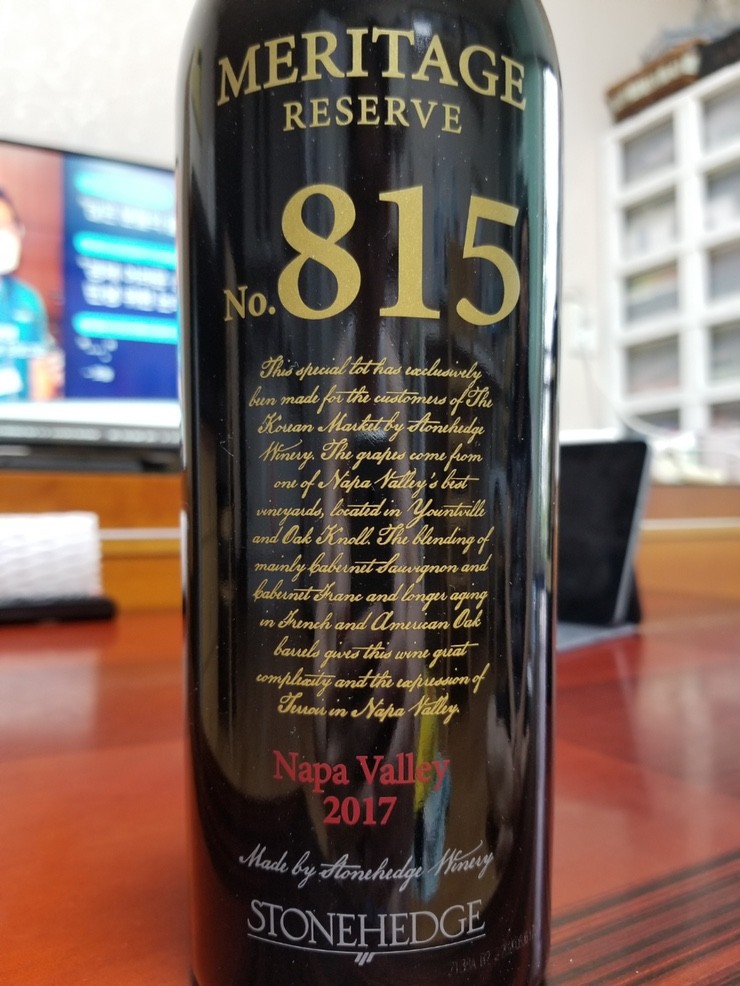 MERITAGE
RESERVE
No. 815
This special lot has exclusively
been made for the customers of The
Korean Market by Stonehedge
Winery. The grapes come from
one of Napa Valley's best
vineyards, located in Yountville
and Oak Knoll. The blending of
mainly Cabernet Sauvignon and
Cabernet Franc and longer aging
in French and American Oak
barrels gives this wine great
complexity and the expression of
Terroir in Napa Valley.
Napa Valley
2017
Made by Stonehedge Winery
STONEHEDGE